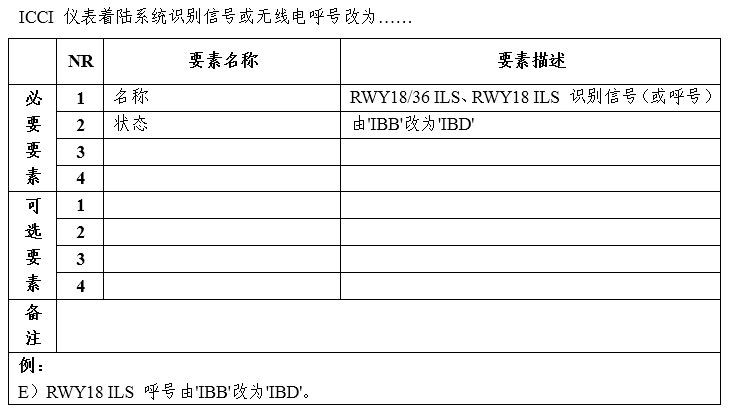 ICCI 仪表着陆系统识别信号或无线电呼号改为……
NR 要素名称 要素描述
必要要素
1 名称 RWY18/36 ILS、RWY18 ILS 识别信号（或呼号）
2 状态 由'IBB'改为'IBD'
3
4
可选要素
1
2
3
4
备注
例：
E）RWY18 ILS 呼号由'IBB'改为'IBD'。